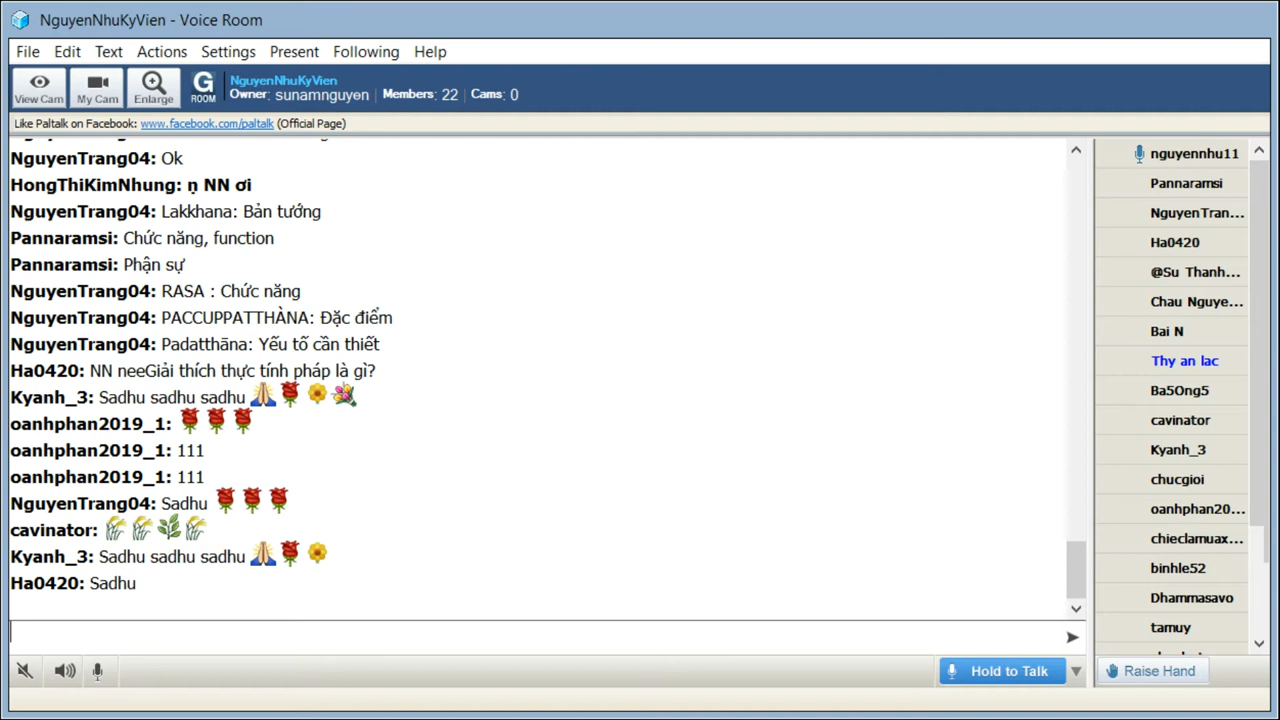 NguyenNhuKyVien - Voice Room
File Edit Text Actions Settings Present Following Help
View Cam
My Cam
Enlarge
G ROOM
NguyenNhuKyVien
Owner: sunamnguyen Members: 22 Cams: 0
Like Paltalk on Facebook: www.facebook.com/paltalk (Official Page)
NguyenTrang04: Ok
HongThiKimNhung: ṇ NN ơi
NguyenTrang04: Lakkhana: Bản tướng
Pannaramsi: Chức năng, function
Pannaramsi: Phận sự
NguyenTrang04: RASA : Chức năng
NguyenTrang04: PACCUPPATTHÀNA: Đặc điểm
NguyenTrang04: Padatthāna: Yếu tố cần thiết
Ha0420: NN neeGiải thích thực tính pháp là gì?
Kyanh_3: Sadhu sadhu sadhu
oanhphan2019_1:
oanhphan2019_1: 111
oanhphan2019_1: 111
NguyenTrang04: Sadhu
cavinator:
Kyanh_3: Sadhu sadhu sadhu
Ha0420: Sadhu
nguyennhu11
Pannaramsi
NguyenTran...
Ha0420
@Su Thanh...
Chau Nguye...
Bai N
Thy an lac
Ba5Ong5
cavinator
Kyanh_3
chucgioi
oanhphan20...
chieclamuax...
binhle52
Dhammasavo
tamuy
Hold to Talk
Raise Hand